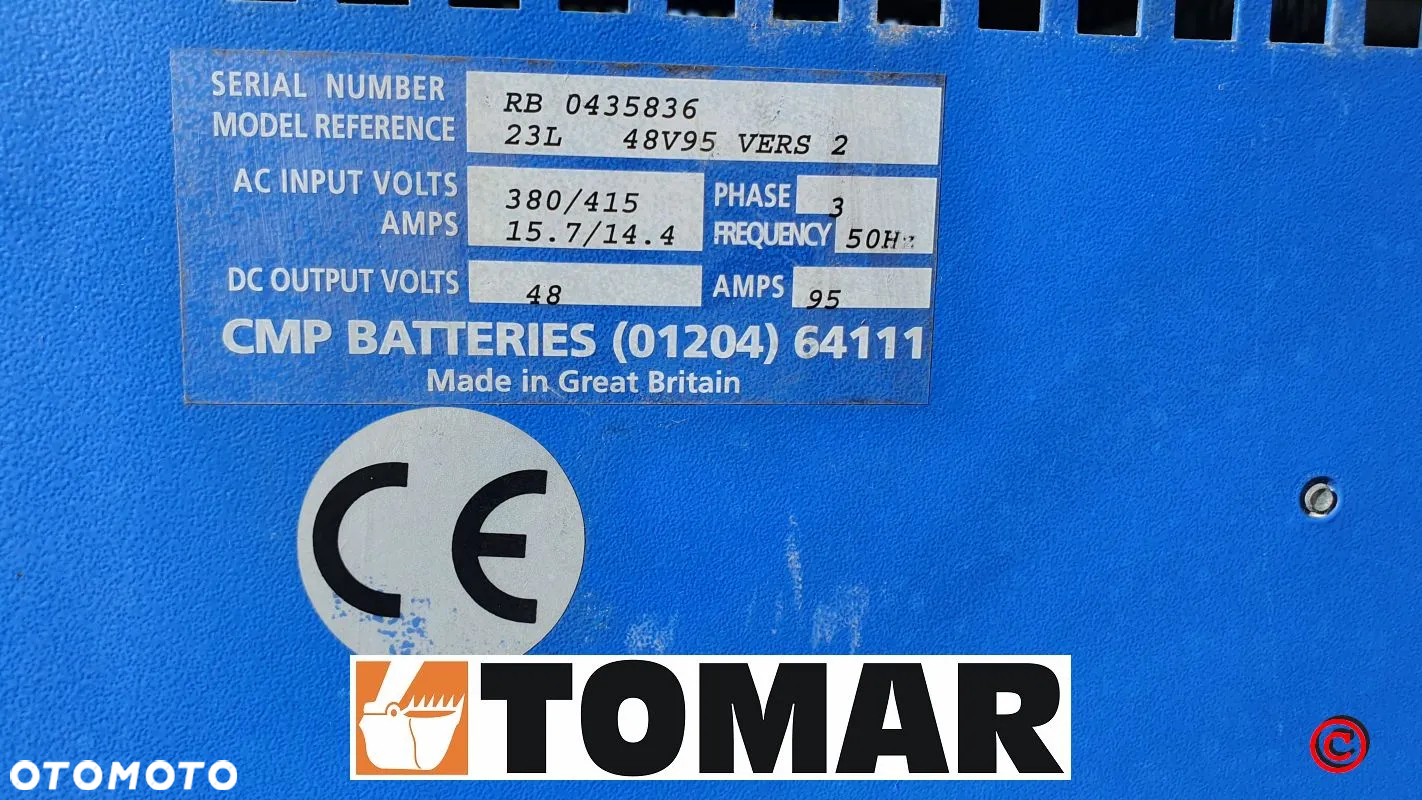 SERIAL NUMBER RB 0435836
MODEL REFERENCE 23L 48V95 VERS 2
AC INPUT VOLTS 380/415 PHASE 3
AMPS 15.7/14.4 FREQUENCY 50Hz
DC OUTPUT VOLTS 48 AMPS 95
CMP BATTERIES (01204) 64111
Made in Great Britain
CE
TOMAR
OTOMOTO
C